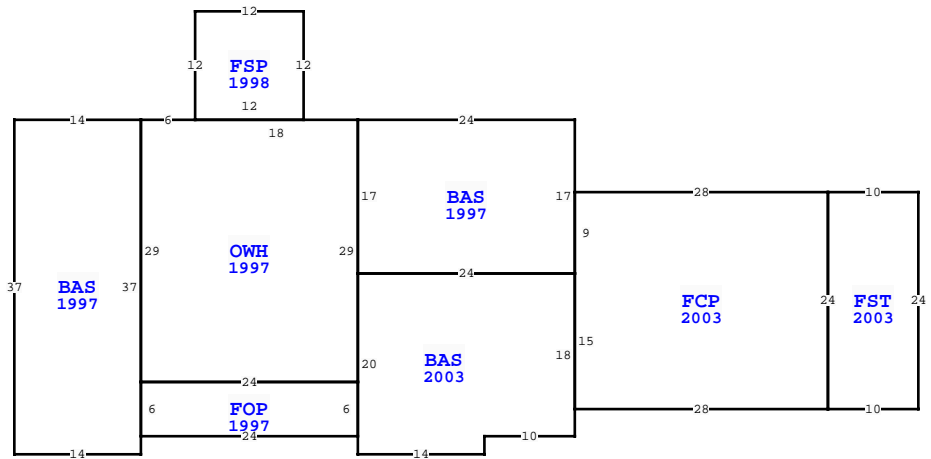 12
12 FSP 12
1998
12
14 6 18 24
17 BAS 17
1997
28 10
9
29 OWH 29
1997
37 BAS 37
1997
24
FCP 24 FST 24
2003 2003
15
20 BAS 18
2003
24
6 FOP 6
1997
28 10
24 10
14 14